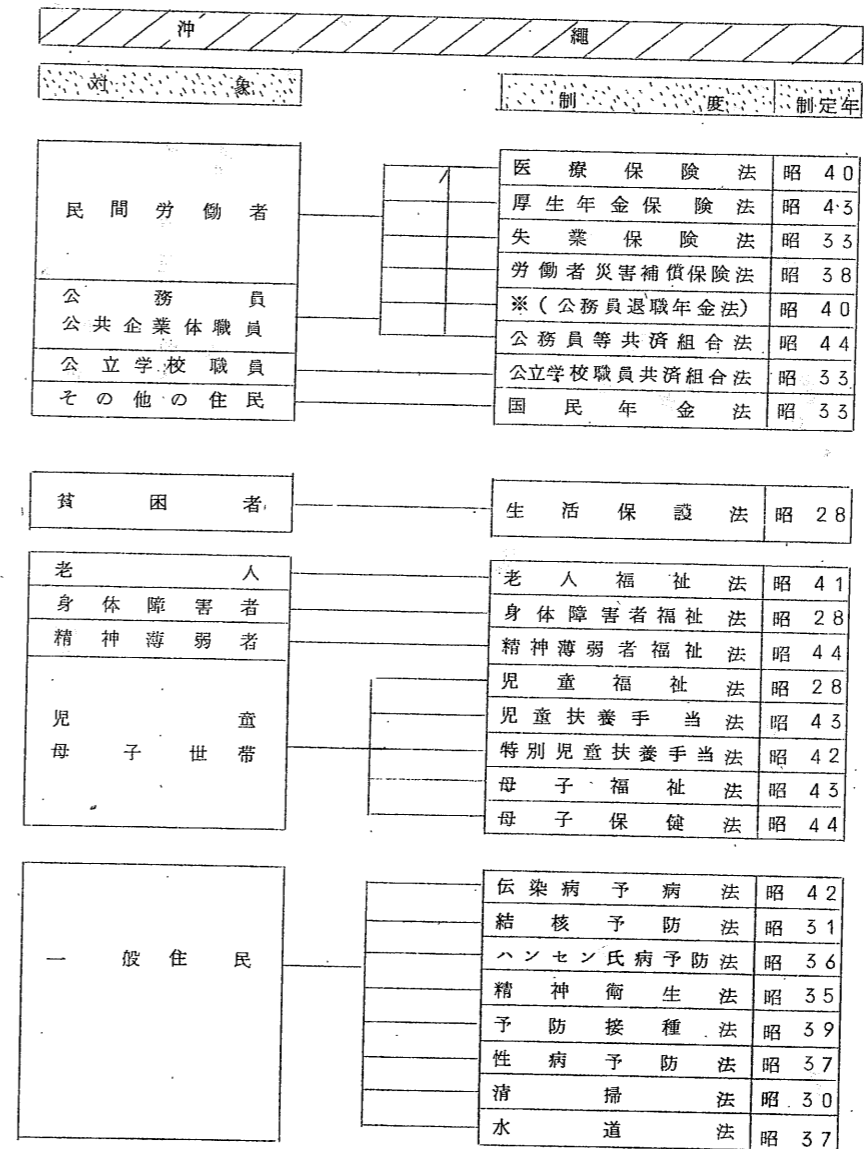 沖 繩
対 象 制 度 制定年
民間労働者
公務員
公共企業体職員
公立学校職員
その他の住民
医療保険法 昭40
厚生年金保険法 昭43
失業保険法 昭33
労働者災害補償保険法 昭38
※(公務員退職年金法) 昭40
公務員等共済組合法 昭44
公立学校職員共済組合法 昭33
国民年金法 昭33
貧困者 生活保護法 昭28
老人 老人福祉法 昭41
身体障害者 身体障害者福祉法 昭28
精神薄弱者 精神薄弱者福祉法 昭44
児童
母子世帯
児童福祉法 昭28
児童扶養手当法 昭43
特別児童扶養手当法 昭42
母子福祉法 昭43
母子保健法 昭44
一般住民
伝染病予病法 昭42
結核予防法 昭31
ハンセン氏病予防法 昭36
精神衛生法 昭35
予防接種法 昭39
性病予防法 昭37
清掃法 昭30
水道法 昭37